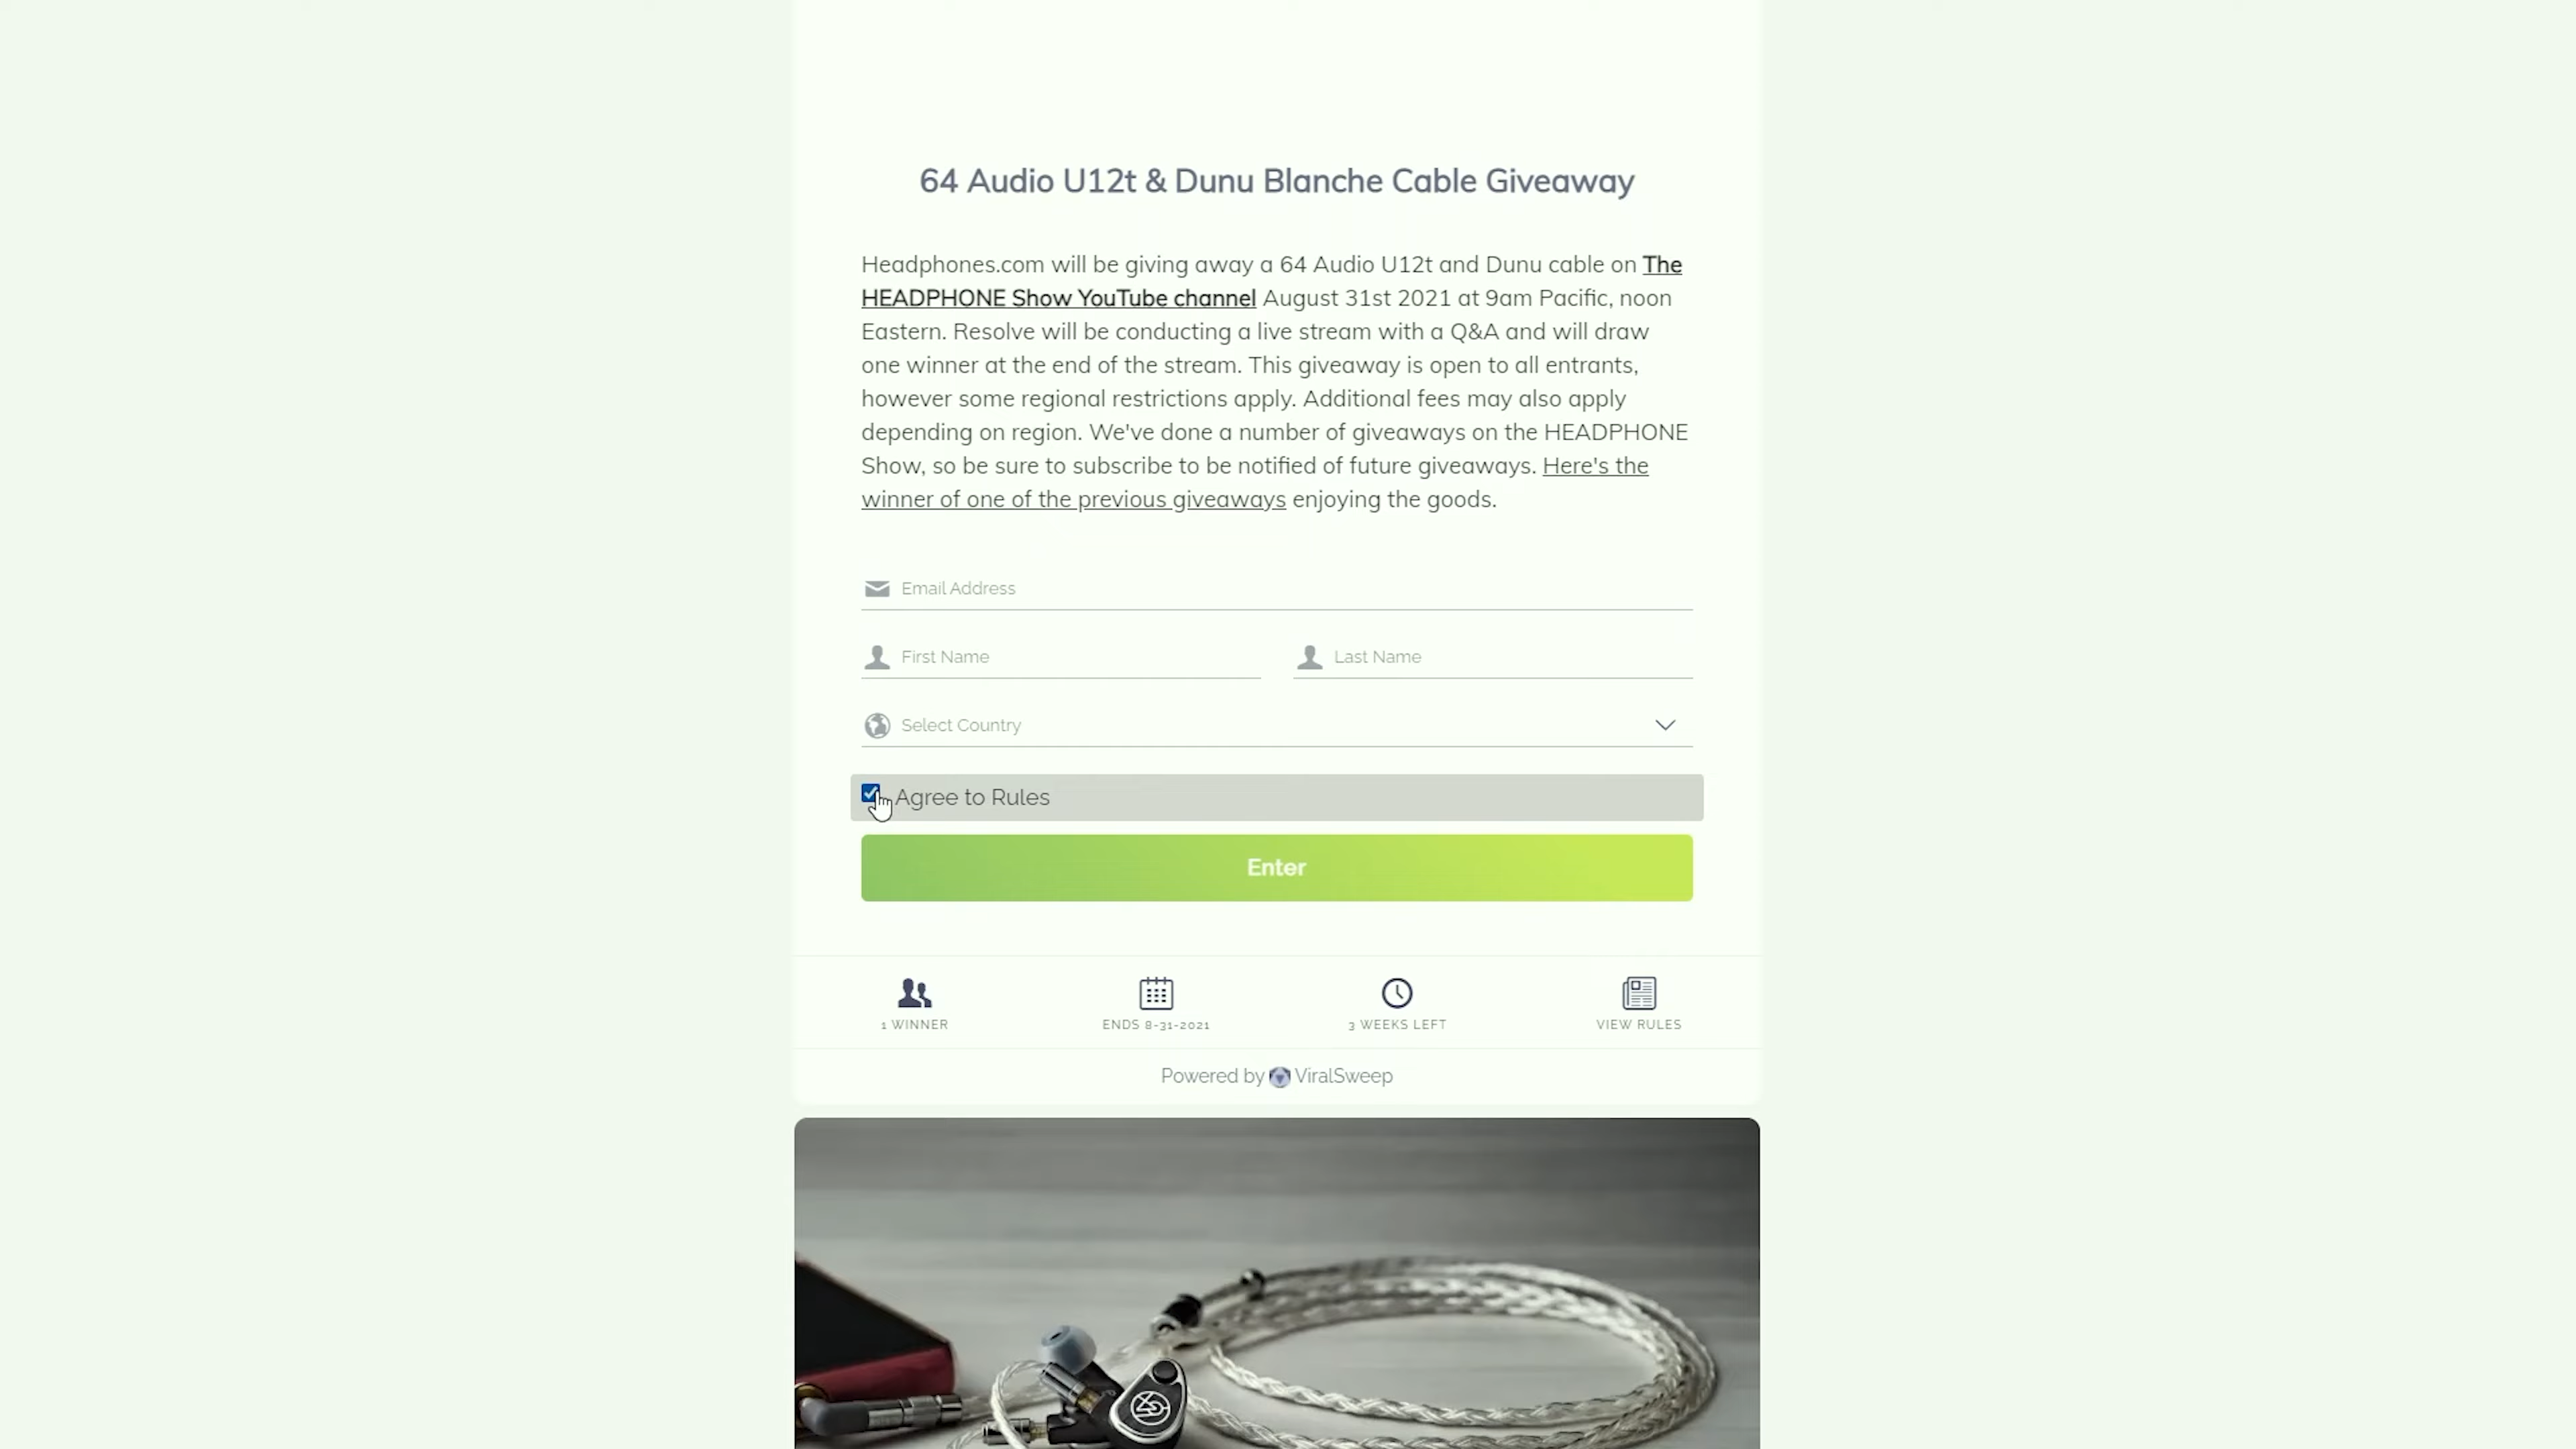 64 Audio U12t & Dunu Blanche Cable Giveaway
Headphones.com will be giving away a 64 Audio U12t and Dunu cable on The
HEADPHONE Show YouTube channel August 31st 2021 at 9am Pacific, noon
Eastern. Resolve will be conducting a live stream with a Q&A and will draw
one winner at the end of the stream. This giveaway is open to all entrants,
however some regional restrictions apply. Additional fees may also apply
depending on region. We've done a number of giveaways on the HEADPHONE
Show, so be sure to subscribe to be notified of future giveaways. Here's the
winner of one of the previous giveaways enjoying the goods.
Email Address
First Name
Last Name
Select Country
Agree to Rules
Enter
1 WINNER
ENDS 8-31-2021
3 WEEKS LEFT
VIEW RULES
Powered by ViralSweep